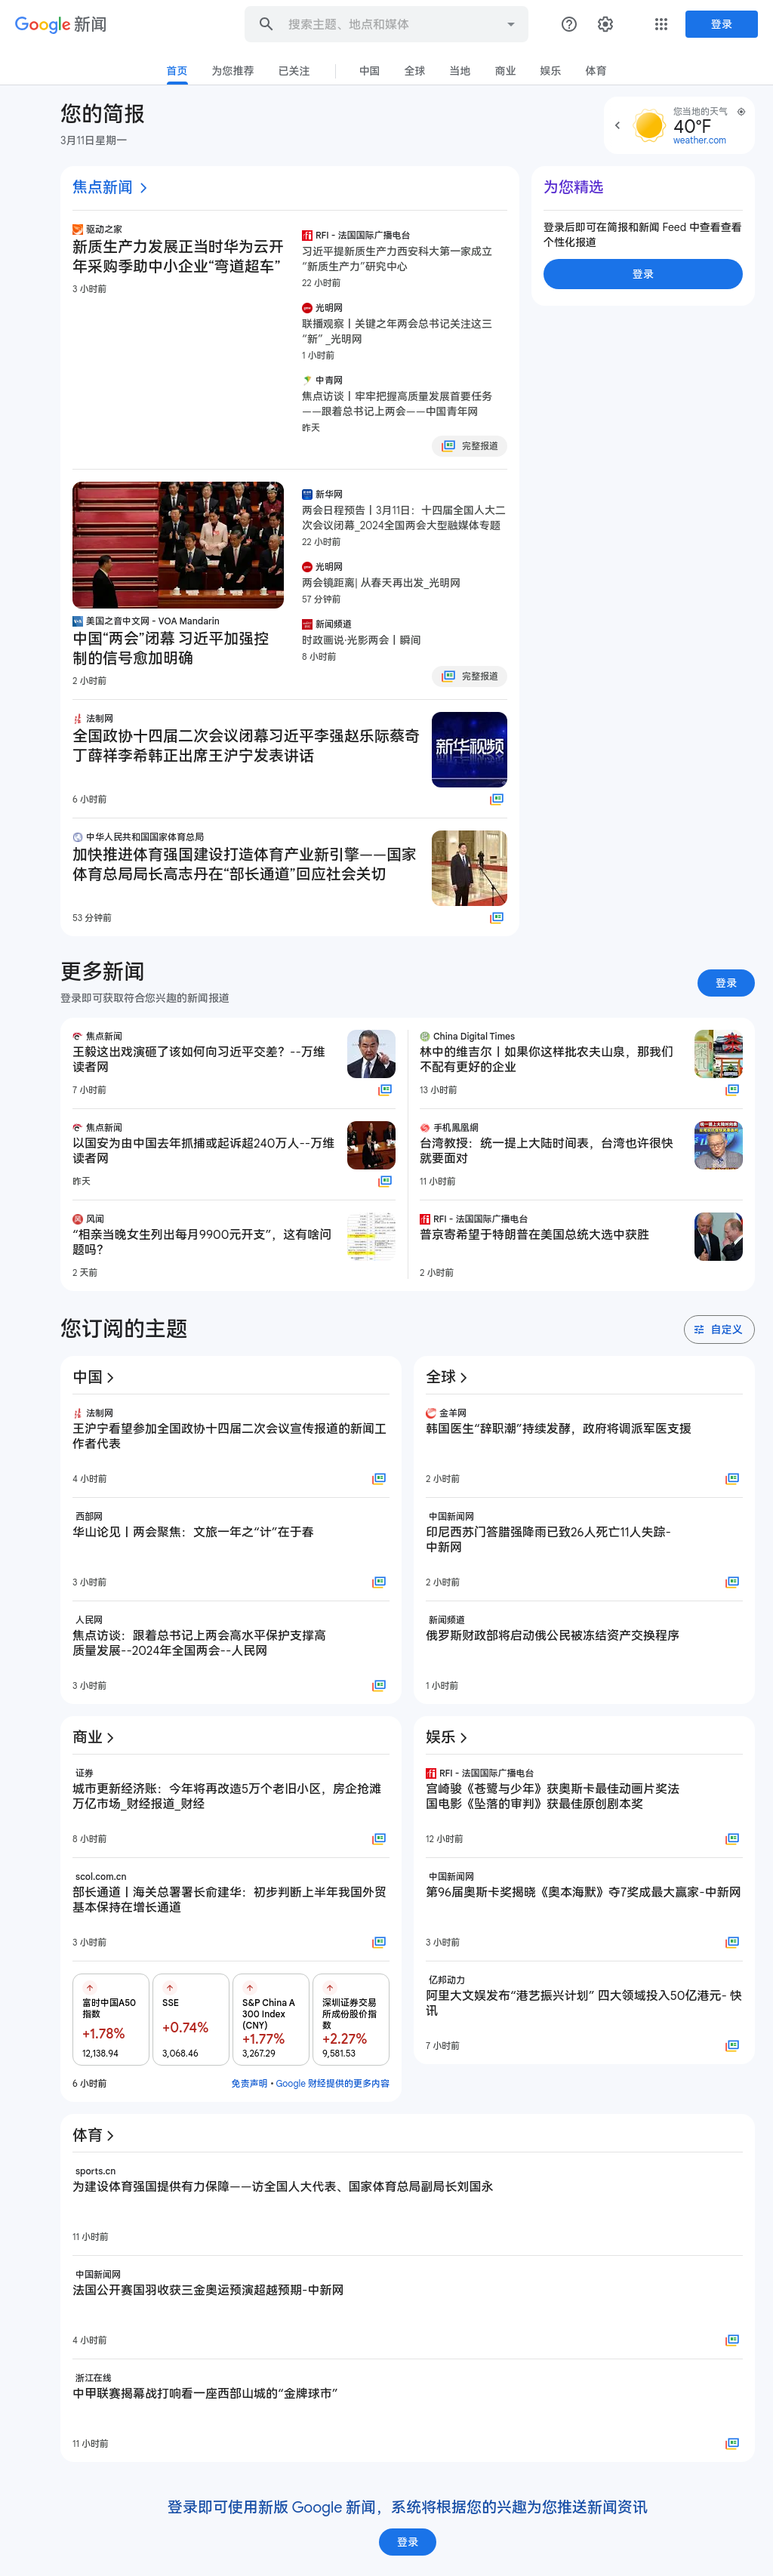 Google 新闻
搜索主题、地点和媒体
登录
首页
为您推荐
已关注
中国
全球
当地
商业
娱乐
体育
您的简报
3月11日星期一
您当地的天气
40°F
weather.com
焦点新闻
驱动之家
新质生产力发展正当时华为云开
年采购季助中小企业“弯道超车”
3 小时前
RFI - 法国国际广播电台
习近平提新质生产力西安科大第一家成立
“新质生产力”研究中心
22 小时前
光明网
联播观察丨关键之年两会总书记关注这三
“新” _光明网
1 小时前
中青网
焦点访谈丨牢牢把握高质量发展首要任务
——跟着总书记上两会——中国青年网
昨天
完整报道
美国之音中文网 - VOA Mandarin
中国“两会”闭幕 习近平加强控
制的信号愈加明确
2 小时前
新华网
两会日程预告丨3月11日：十四届全国人大二
次会议闭幕_2024全国两会大型融媒体专题
22 小时前
光明网
两会镜距离| 从春天再出发_光明网
57 分钟前
新闻频道
时政画说·光影两会丨瞬间
8 小时前
完整报道
法制网
全国政协十四届二次会议闭幕习近平李强赵乐际蔡奇
丁薛祥李希韩正出席王沪宁发表讲话
6 小时前
新华视频
中华人民共和国国家体育总局
加快推进体育强国建设打造体育产业新引擎——国家
体育总局局长高志丹在“部长通道”回应社会关切
53 分钟前
为您精选
登录后即可在简报和新闻 Feed 中查看查看
个性化报道
登录
更多新闻
登录即可获取符合您兴趣的新闻报道
登录
焦点新闻
王毅这出戏演砸了该如何向习近平交差？--万维
读者网
7 小时前
焦点新闻
以国安为由中国去年抓捕或起诉超240万人--万维
读者网
昨天
风闻
“相亲当晚女生列出每月9900元开支”，这有啥问
题吗？
2 天前
China Digital Times
林中的维吉尔丨如果你这样批农夫山泉，那我们
不配有更好的企业
13 小时前
手机鳳凰網
台湾教授：统一提上大陆时间表，台湾也许很快
就要面对
11 小时前
RFI - 法国国际广播电台
普京寄希望于特朗普在美国总统大选中获胜
2 小时前
您订阅的主题
自定义
中国
法制网
王沪宁看望参加全国政协十四届二次会议宣传报道的新闻工
作者代表
4 小时前
西部网
华山论见丨两会聚焦：文旅一年之“计”在于春
3 小时前
人民网
焦点访谈：跟着总书记上两会高水平保护支撑高
质量发展--2024年全国两会--人民网
3 小时前
全球
金羊网
韩国医生“辞职潮”持续发酵，政府将调派军医支援
2 小时前
中国新闻网
印尼西苏门答腊强降雨已致26人死亡11人失踪-
中新网
2 小时前
新闻频道
俄罗斯财政部将启动俄公民被冻结资产交换程序
1 小时前
商业
证券
城市更新经济账：今年将再改造5万个老旧小区，房企抢滩
万亿市场_财经报道_财经
8 小时前
scol.com.cn
部长通道丨海关总署署长俞建华：初步判断上半年我国外贸
基本保持在增长通道
3 小时前
富时中国A50
指数
+1.78%
12,138.94
SSE
+0.74%
3,068.46
S&P China A
300 Index
(CNY)
+1.77%
3,267.29
深圳证券交易
所成份股价指
数
+2.27%
9,581.53
6 小时前
免责声明 • Google 财经提供的更多内容
娱乐
RFI - 法国国际广播电台
宫崎骏《苍鹭与少年》获奥斯卡最佳动画片奖法
国电影《坠落的审判》获最佳原创剧本奖
12 小时前
中国新闻网
第96届奥斯卡奖揭晓《奥本海默》夺7奖成最大赢家-中新网
3 小时前
亿邦动力
阿里大文娱发布“港艺振兴计划” 四大领域投入50亿港元- 快
讯
7 小时前
体育
sports.cn
为建设体育强国提供有力保障——访全国人大代表、国家体育总局副局长刘国永
11 小时前
中国新闻网
法国公开赛国羽收获三金奥运预演超越预期-中新网
4 小时前
浙江在线
中甲联赛揭幕战打响看一座西部山城的“金牌球市”
11 小时前
登录即可使用新版 Google 新闻，系统将根据您的兴趣为您推送新闻资讯
登录